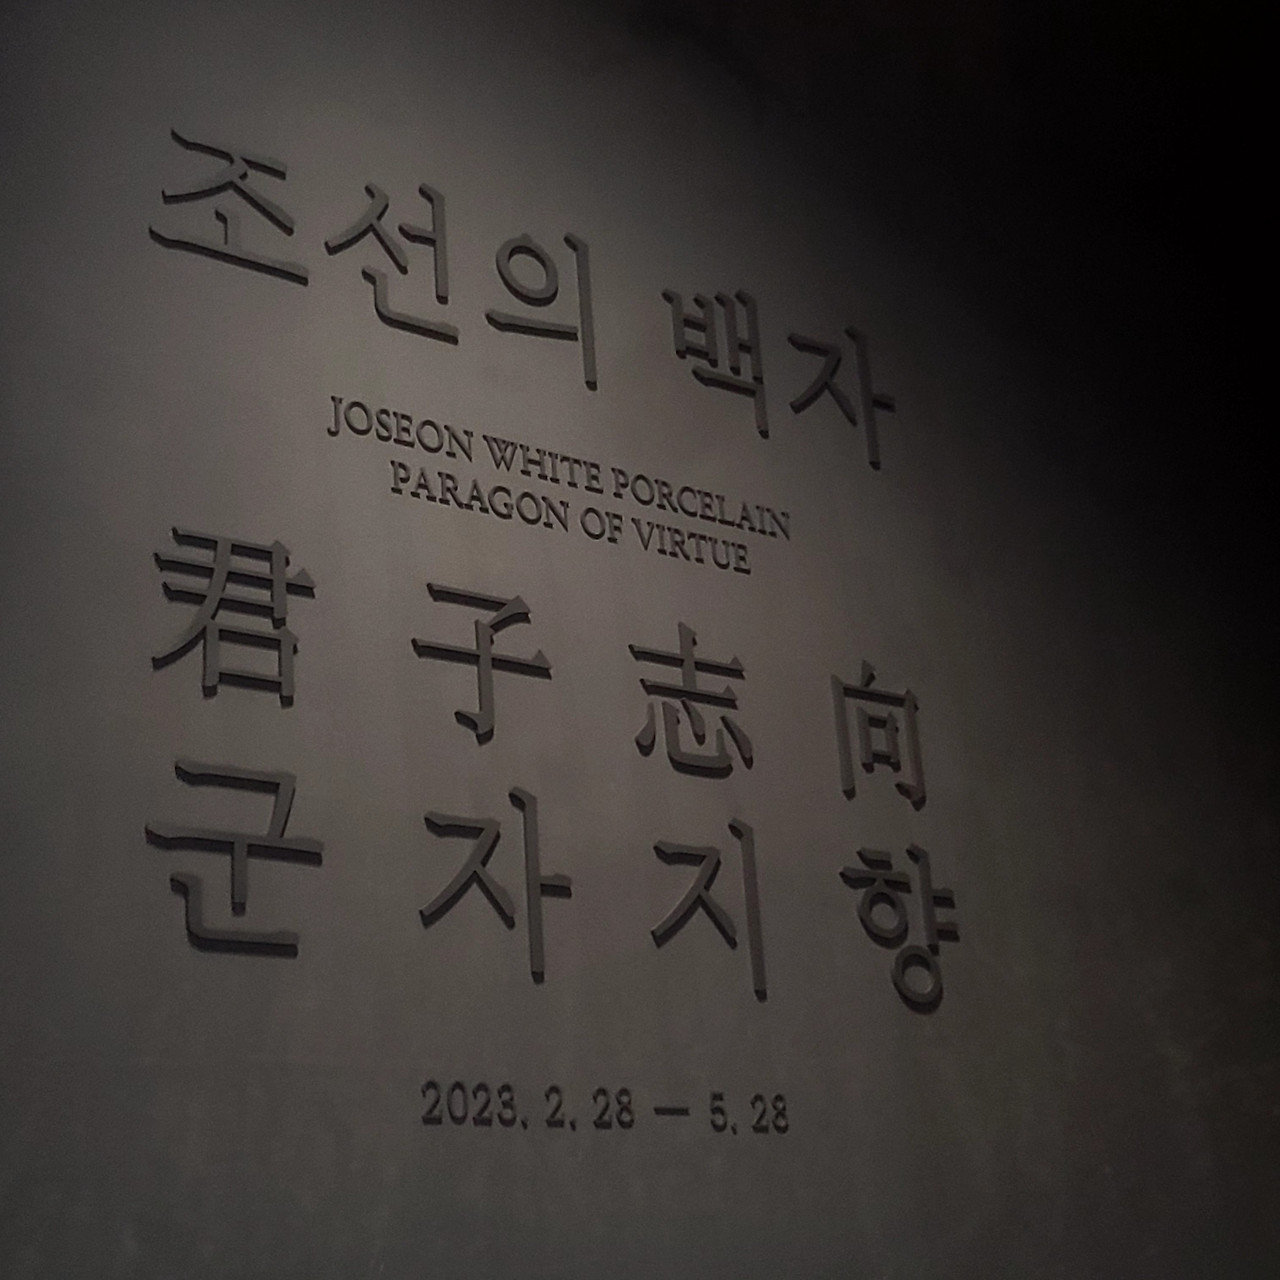 조선의 백자
JOSEON WHITE PORCELAIN
PARAGON OF VIRTUE
君子志向
군자지향
2023. 2. 28 — 5. 28